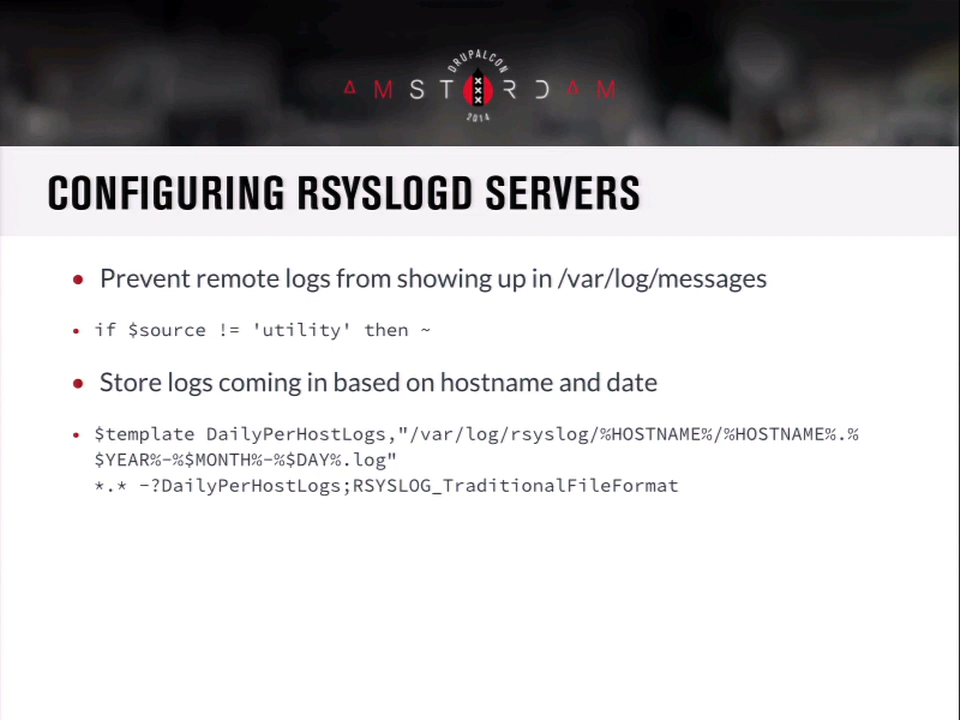 DRUPALCON
AMSTERDAM
2014
CONFIGURING RSYSLOGD SERVERS
• Prevent remote logs from showing up in /var/log/messages
• if $source != 'utility' then ~
• Store logs coming in based on hostname and date
• $template DailyPerHostLogs,"/var/log/rsyslog/%HOSTNAME%/%HOSTNAME%.%
$YEAR%-%$MONTH%-%$DAY%.log"
*.* -?DailyPerHostLogs;RSYSLOG_TraditionalFileFormat